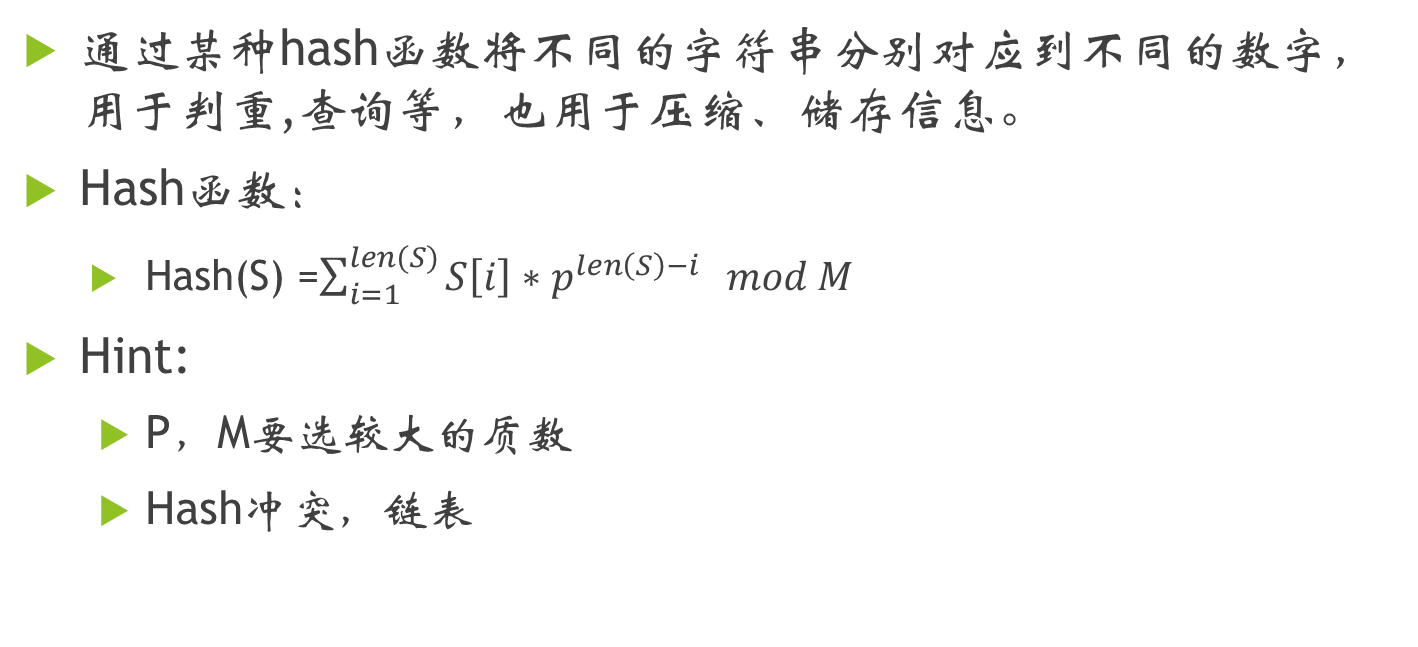 通过某种hash函数将不同的字符串分别对应到不同的数字，
用于判重,查询等，也用于压缩、储存信息。
Hash函数：
Hash(S) =∑_{i=1}^{len(S)} S[i] ∗ p^{len(S)−i} mod M
Hint:
P，M要选较大的质数
Hash冲突，链表